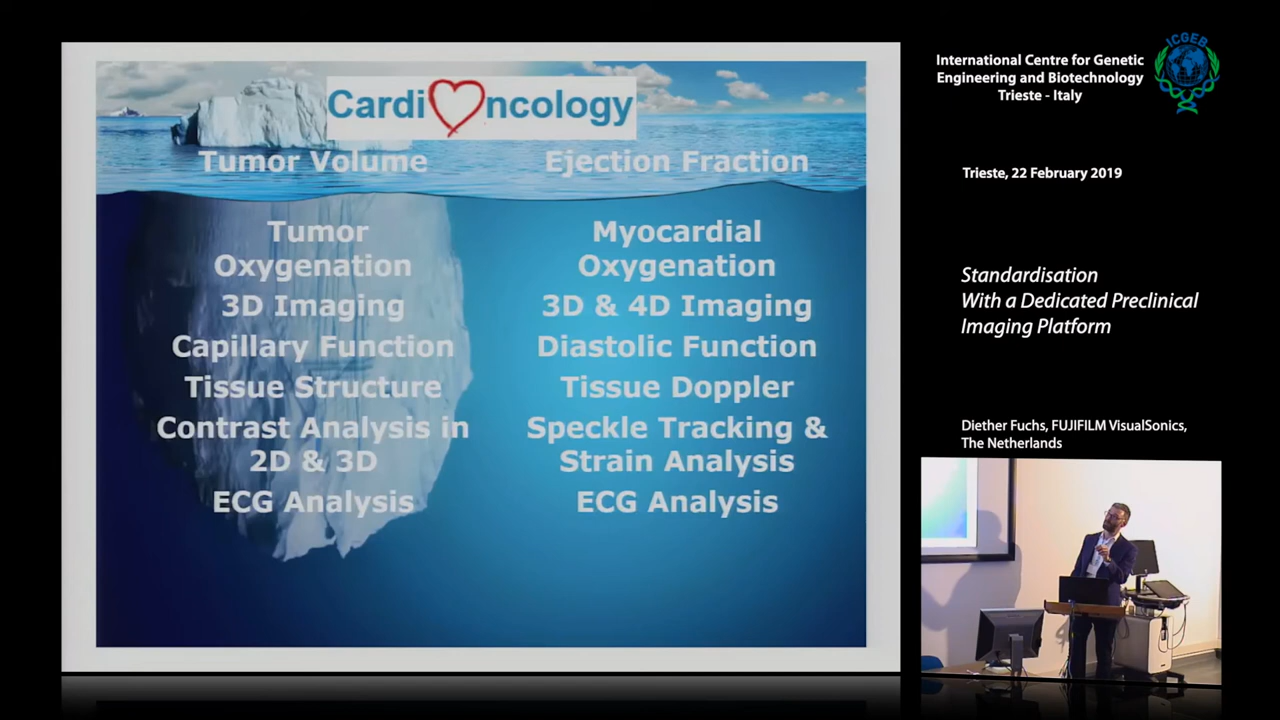 Cardi ncology
Tumor Volume
Ejection Fraction
Tumor
Oxygenation
3D Imaging
Capillary Function
Tissue Structure
Contrast Analysis in
2D & 3D
ECG Analysis
Myocardial
Oxygenation
3D & 4D Imaging
Diastolic Function
Tissue Doppler
Speckle Tracking &
Strain Analysis
ECG Analysis
International Centre for Genetic
Engineering and Biotechnology
Trieste - Italy
ICGEB
Trieste, 22 February 2019
Standardisation
With a Dedicated Preclinical
Imaging Platform
Diether Fuchs, FUJIFILM VisualSonics,
The Netherlands